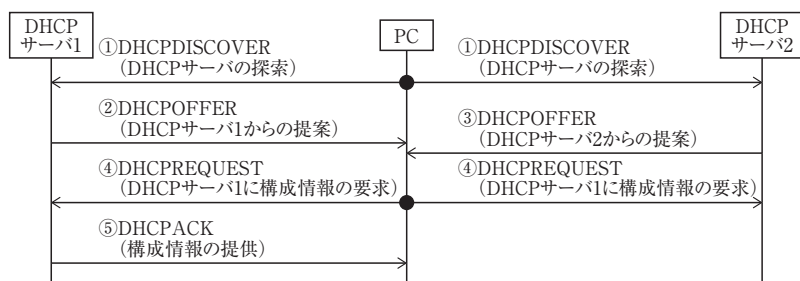 DHCP
サーバ1
PC
DHCP
サーバ2
①DHCPDISCOVER
（DHCPサーバの探索）
①DHCPDISCOVER
（DHCPサーバの探索）
②DHCPOFFER
（DHCPサーバ1からの提案）
③DHCPOFFER
（DHCPサーバ2からの提案）
④DHCPREQUEST
（DHCPサーバ1に構成情報の要求）
④DHCPREQUEST
（DHCPサーバ1に構成情報の要求）
⑤DHCPACK
（構成情報の提供）